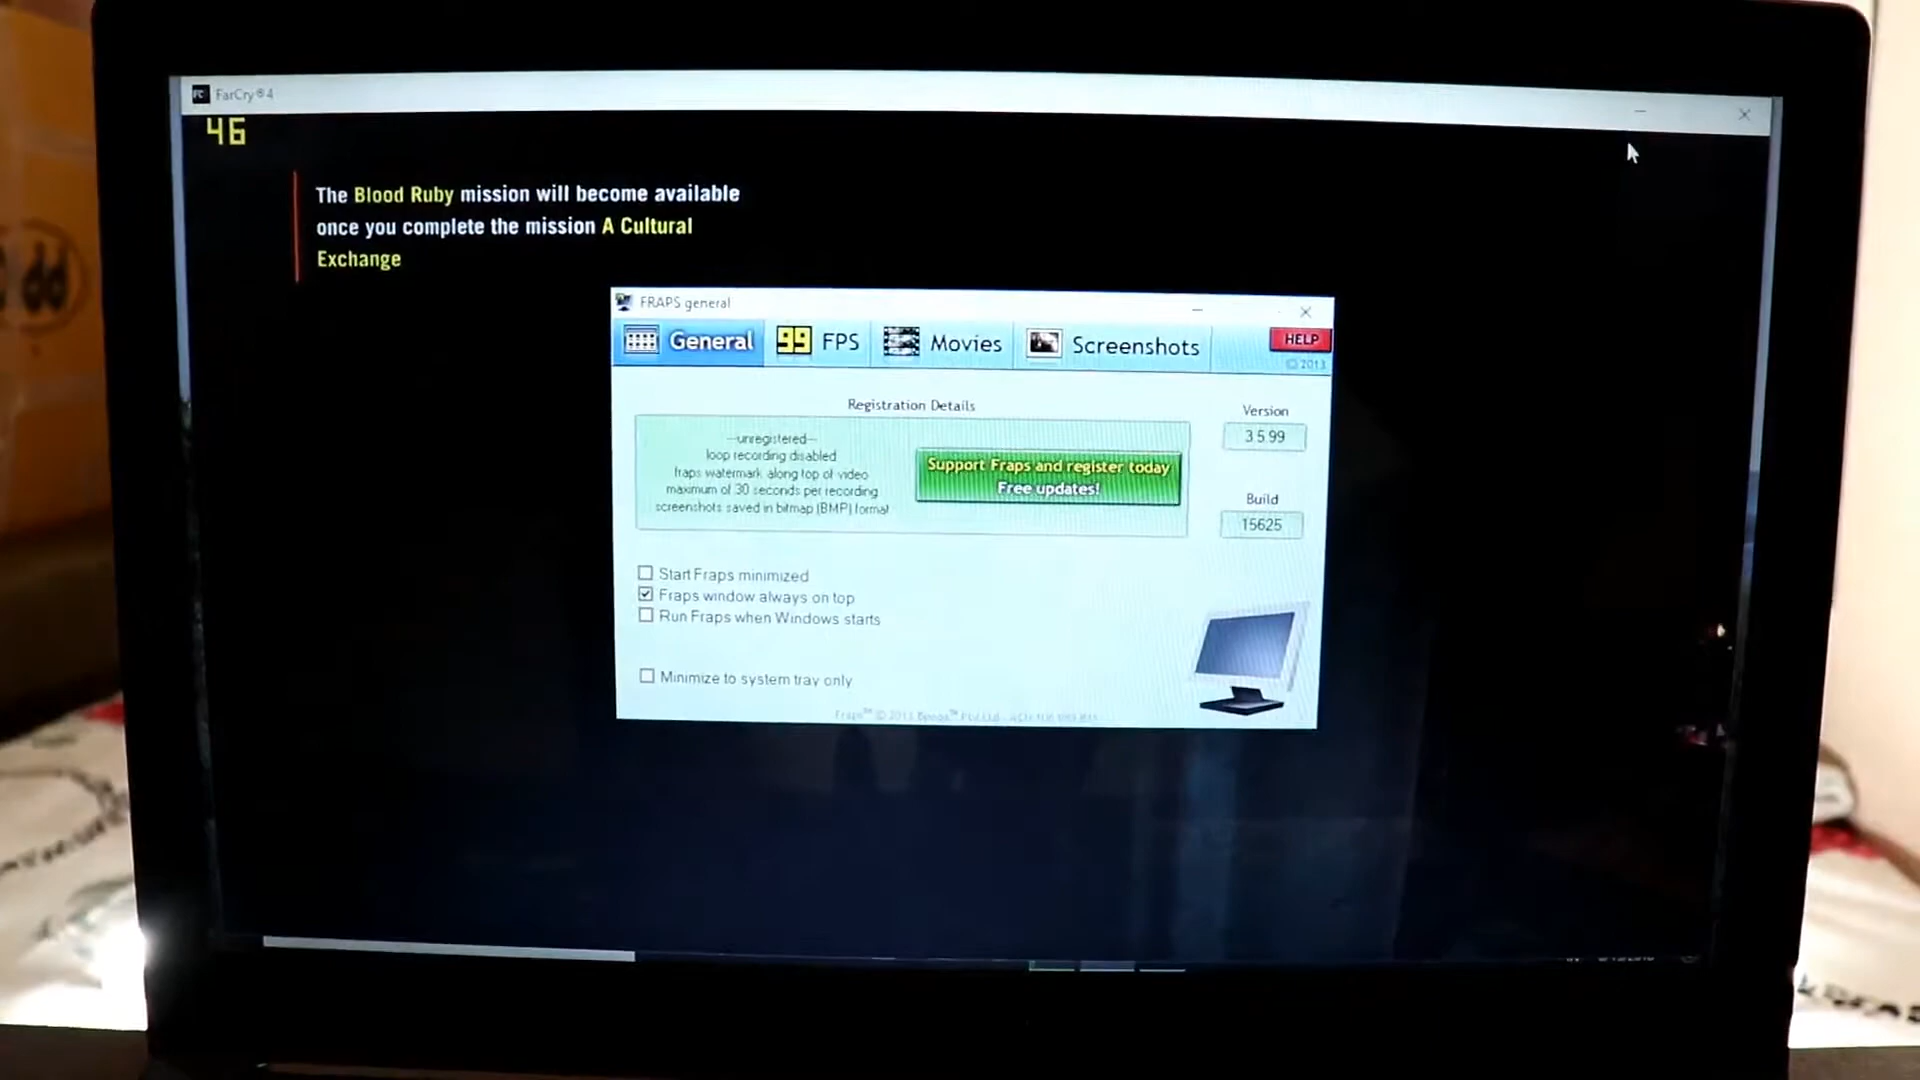 FarCry®4
46
The Blood Ruby mission will become available
once you complete the mission A Cultural
Exchange
FRAPS general
General
99 FPS
Movies
Screenshots
HELP
© 2013
Registration Details
--unregistered--
loop recording disabled
fraps watermark along top of video
maximum of 30 seconds per recording
screenshots saved in bitmap (BMP) format
Support Fraps and register today
Free updates!
Version
3.5.99
Build
15625
Start Fraps minimized
Fraps window always on top
Run Fraps when Windows starts
Minimize to system tray only